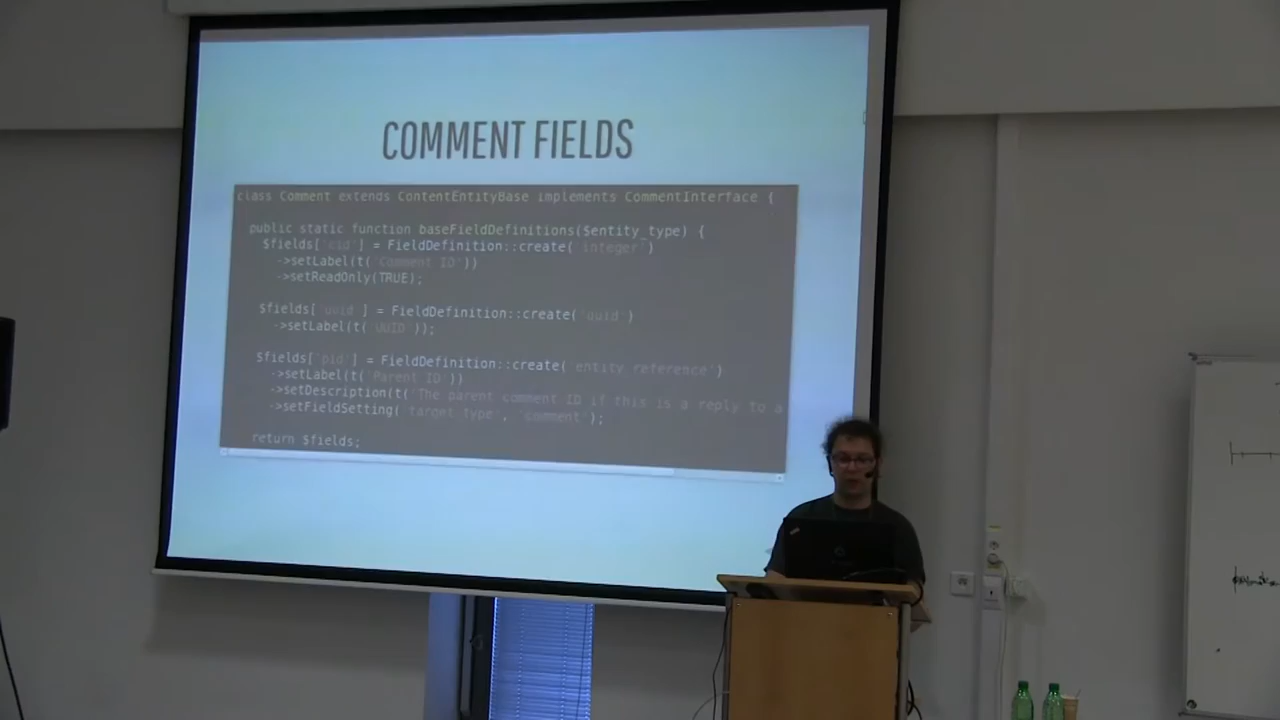 COMMENT FIELDS
class Comment extends ContentEntityBase implements CommentInterface {
public static function baseFieldDefinitions($entity_type) {
$fields['cid'] = FieldDefinition::create('integer')
->setLabel(t('Comment ID'))
->setReadOnly(TRUE);
$fields['uuid'] = FieldDefinition::create('uuid')
->setLabel(t('UUID'));
$fields['pid'] = FieldDefinition::create('entity_reference')
->setLabel(t('Parent ID'))
->setDescription(t('The parent comment ID if this is a reply to a
->setFieldSetting('target_type', 'comment');
return $fields;